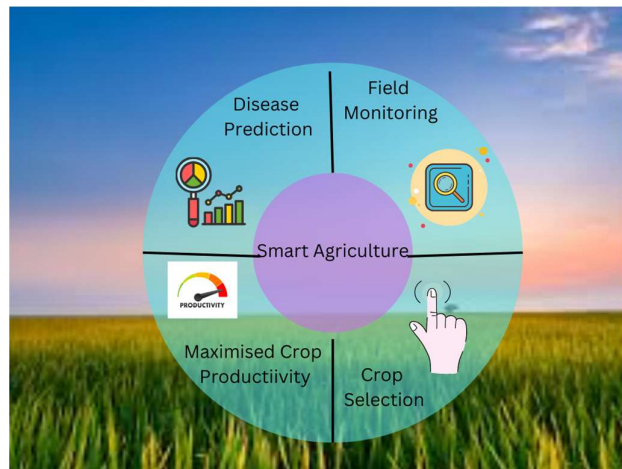 Disease
Prediction
Field
Monitoring
Smart Agriculture
PRODUCTIVITY
Maximised Crop
Productiivity
Crop
Selection